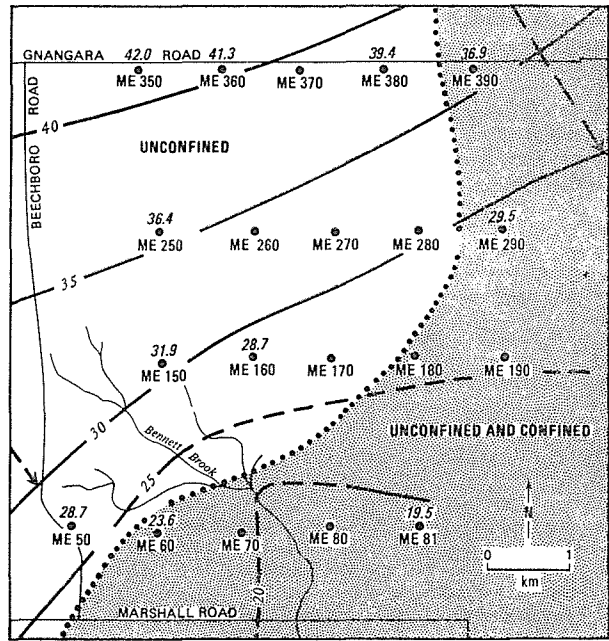 42.0 41.3 39.4 36.9
GNANGARA ROAD
ME 350 ME 360 ME 370 ME 380 ME 390
BEECHBORO ROAD
40
UNCONFINED
36.4 29.5
ME 250 ME 260 ME 270 ME 280 ME 290
35
31.9 28.7
ME 150 ME 160 ME 170 ME 180 ME 190
30
Bennett
Brook
UNCONFINED AND CONFINED
25
28.7 23.6 19.5
ME 50 ME 60 ME 70 ME 80 ME 81
N
0 1
km
20
MARSHALL ROAD